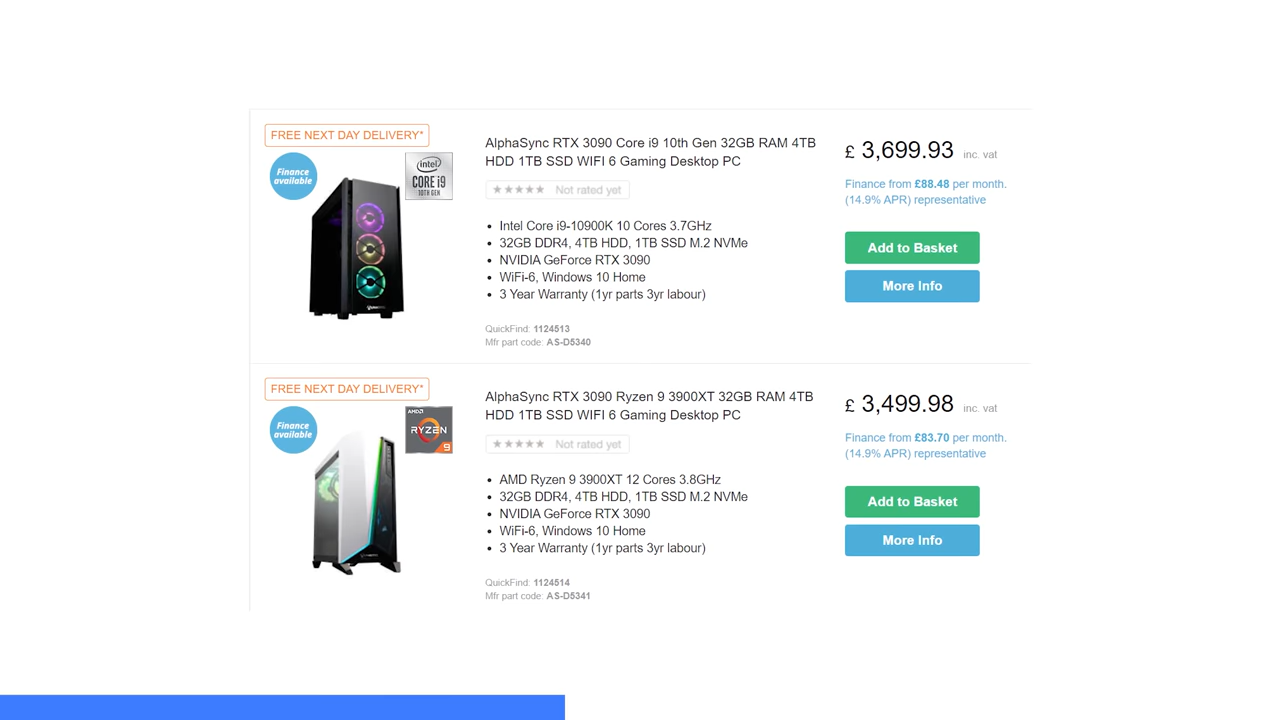 FREE NEXT DAY DELIVERY*
Finance
available
intel
CORE i9
10TH GEN
AlphaSync RTX 3090 Core i9 10th Gen 32GB RAM 4TB
HDD 1TB SSD WIFI 6 Gaming Desktop PC
Not rated yet
• Intel Core i9-10900K 10 Cores 3.7GHz
• 32GB DDR4, 4TB HDD, 1TB SSD M.2 NVMe
• NVIDIA GeForce RTX 3090
• WiFi-6, Windows 10 Home
• 3 Year Warranty (1yr parts 3yr labour)
QuickFind: 1124513
Mfr part code: AS-D5340
£ 3,699.93 inc. vat
Finance from £88.48 per month.
(14.9% APR) representative
Add to Basket
More Info
FREE NEXT DAY DELIVERY*
Finance
available
AMD
RYZEN
9
AlphaSync RTX 3090 Ryzen 9 3900XT 32GB RAM 4TB
HDD 1TB SSD WIFI 6 Gaming Desktop PC
Not rated yet
• AMD Ryzen 9 3900XT 12 Cores 3.8GHz
• 32GB DDR4, 4TB HDD, 1TB SSD M.2 NVMe
• NVIDIA GeForce RTX 3090
• WiFi-6, Windows 10 Home
• 3 Year Warranty (1yr parts 3yr labour)
QuickFind: 1124514
Mfr part code: AS-D5341
£ 3,499.98 inc. vat
Finance from £83.70 per month.
(14.9% APR) representative
Add to Basket
More Info